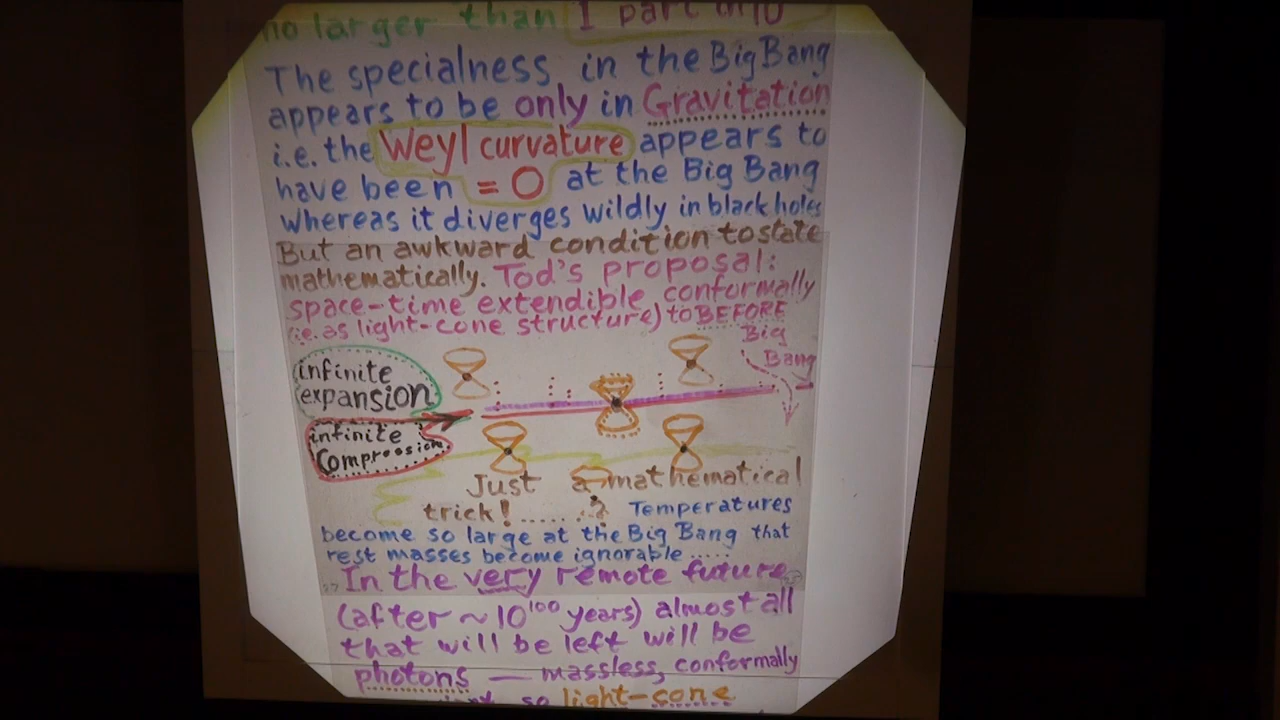 no larger than 1 part in 10
The specialness in the Big Bang
appears to be only in Gravitation
i.e. the Weyl curvature appears to
have been = 0 at the Big Bang
whereas it diverges wildly in black holes
But an awkward condition to state
mathematically. Tod's proposal:
space-time extendible conformally
(i.e. as light-cone structure) to BEFORE
Big
Bang
infinite
expansion
infinite
compression
Just a mathematical
trick!......? Temperatures
become so large at the Big Bang that
rest masses become ignorable.....
In the very remote future
(after ~10¹⁰⁰ years) almost all
that will be left will be
photons — massless, conformally
so light-cone